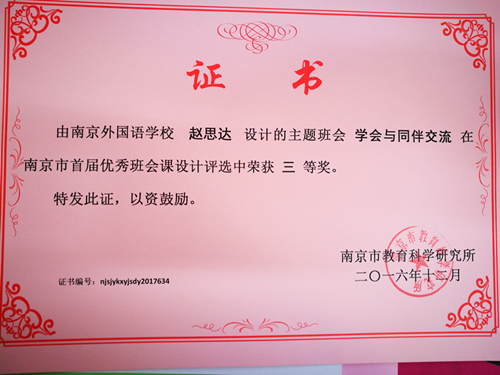 证 书
由南京外国语学校 赵思达 设计的主题班会 学会与同伴交流 在
南京市首届优秀班会课设计评选中荣获 三 等奖。
特发此证，以资鼓励。
南京市教育科学研究所
二〇一六年十二月
证书编号：njsjykxyjsdy2017634